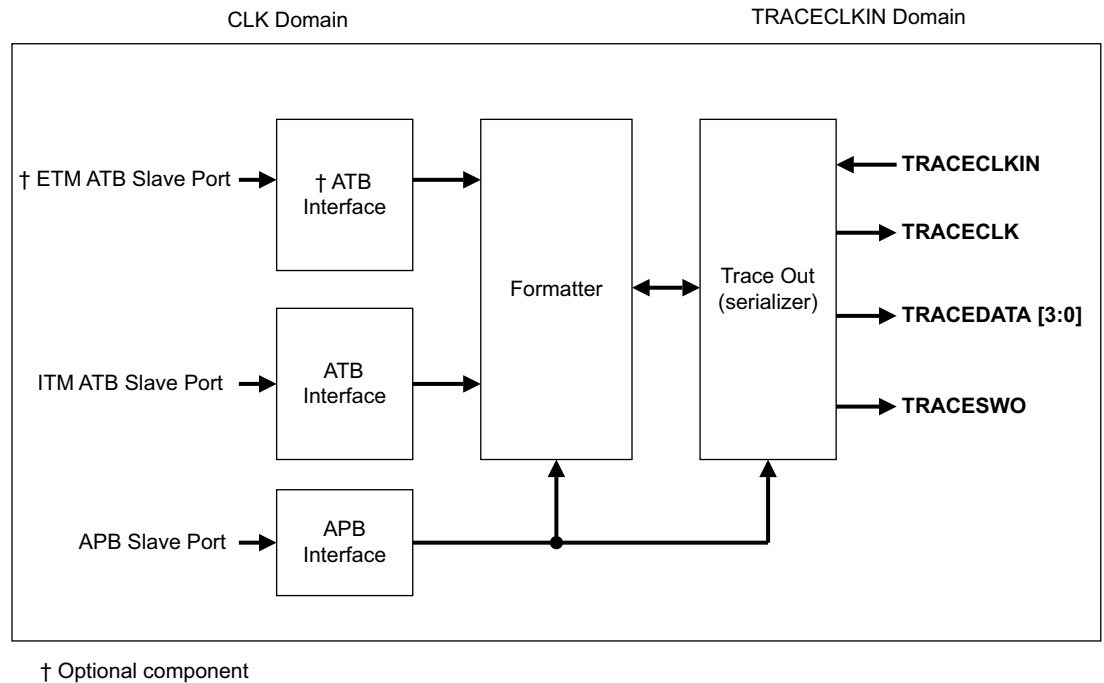 CLK Domain
TRACECLKIN Domain
† ETM ATB Slave Port
† ATB
Interface
ITM ATB Slave Port
ATB
Interface
APB Slave Port
APB
Interface
Formatter
Trace Out
(serializer)
TRACECLKIN
TRACECLK
TRACEDATA [3:0]
TRACESWO
† Optional component